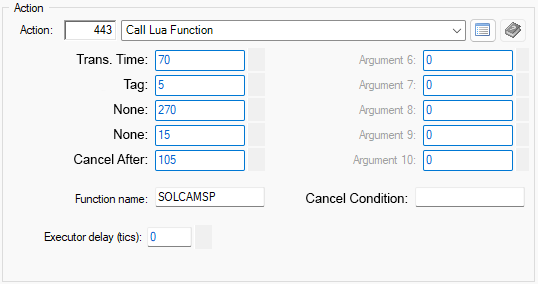 Action
Action: 443 Call Lua Function
Trans. Time: 70 Argument 6: 0
Tag: 5 Argument 7: 0
None: 270 Argument 8: 0
None: 15 Argument 9: 0
Cancel After: 105 Argument 10: 0
Function name: SOLCAMSP Cancel Condition:
Executor delay (tics): 0